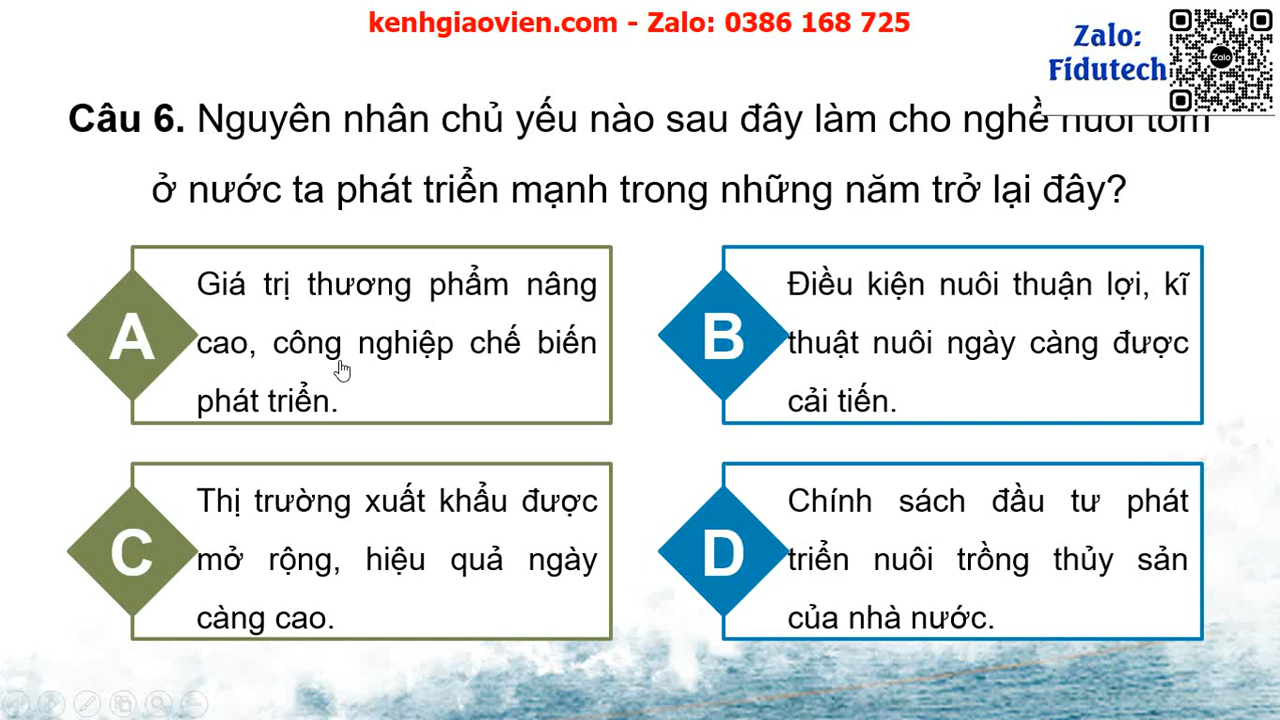 kenhgiaovien.com - Zalo: 0386 168 725
Zalo:
Fidutech
Zalo
Câu 6. Nguyên nhân chủ yếu nào sau đây làm cho nghề nuôi tôm
ở nước ta phát triển mạnh trong những năm trở lại đây?
A
Giá trị thương phẩm nâng
cao, công nghiệp chế biến
phát triển.
B
Điều kiện nuôi thuận lợi, kĩ
thuật nuôi ngày càng được
cải tiến.
C
Thị trường xuất khẩu được
mở rộng, hiệu quả ngày
càng cao.
D
Chính sách đầu tư phát
triển nuôi trồng thủy sản
của nhà nước.